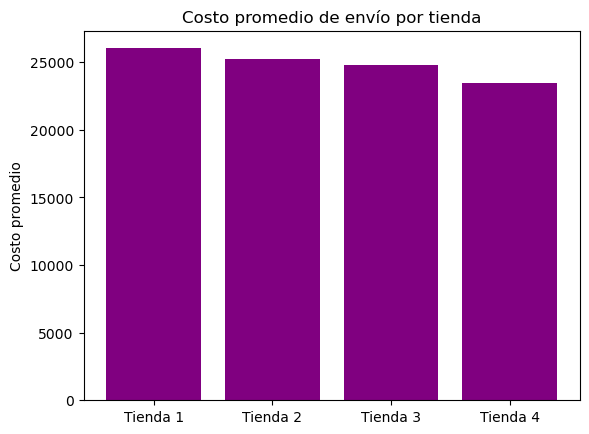 Costo promedio de envío por tienda
Costo promedio
25000
20000
15000
10000
5000
0
Tienda 1 Tienda 2 Tienda 3 Tienda 4